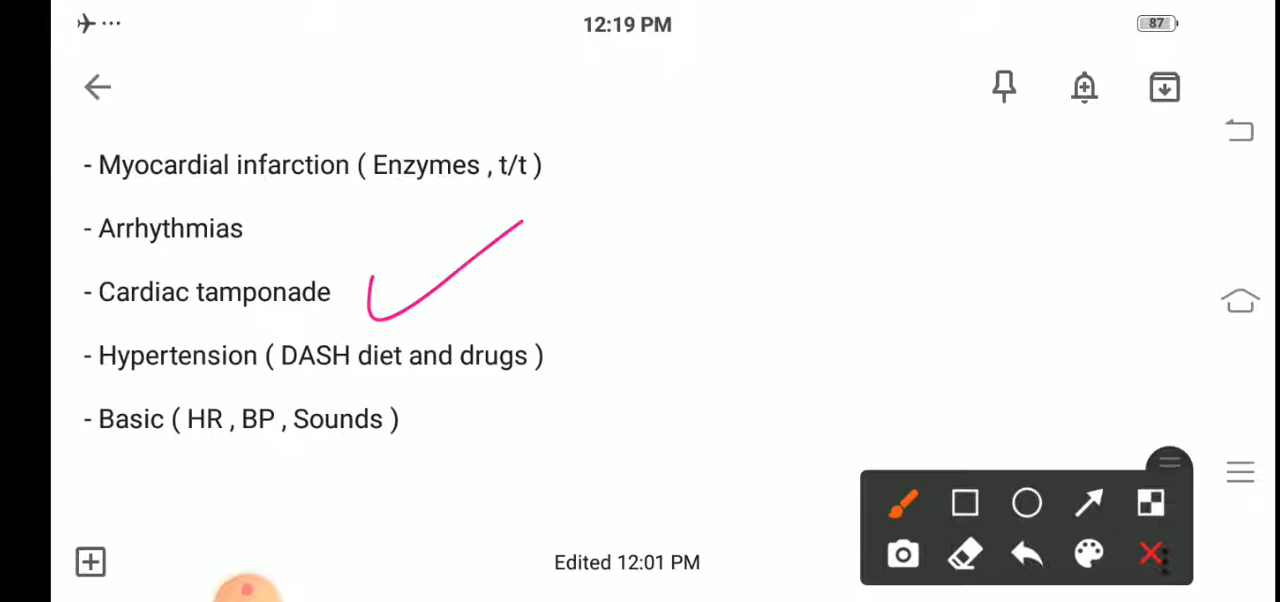 12:19 PM
87
- Myocardial infarction ( Enzymes , t/t )
- Arrhythmias
- Cardiac tamponade
- Hypertension ( DASH diet and drugs )
- Basic ( HR , BP , Sounds )
Edited 12:01 PM